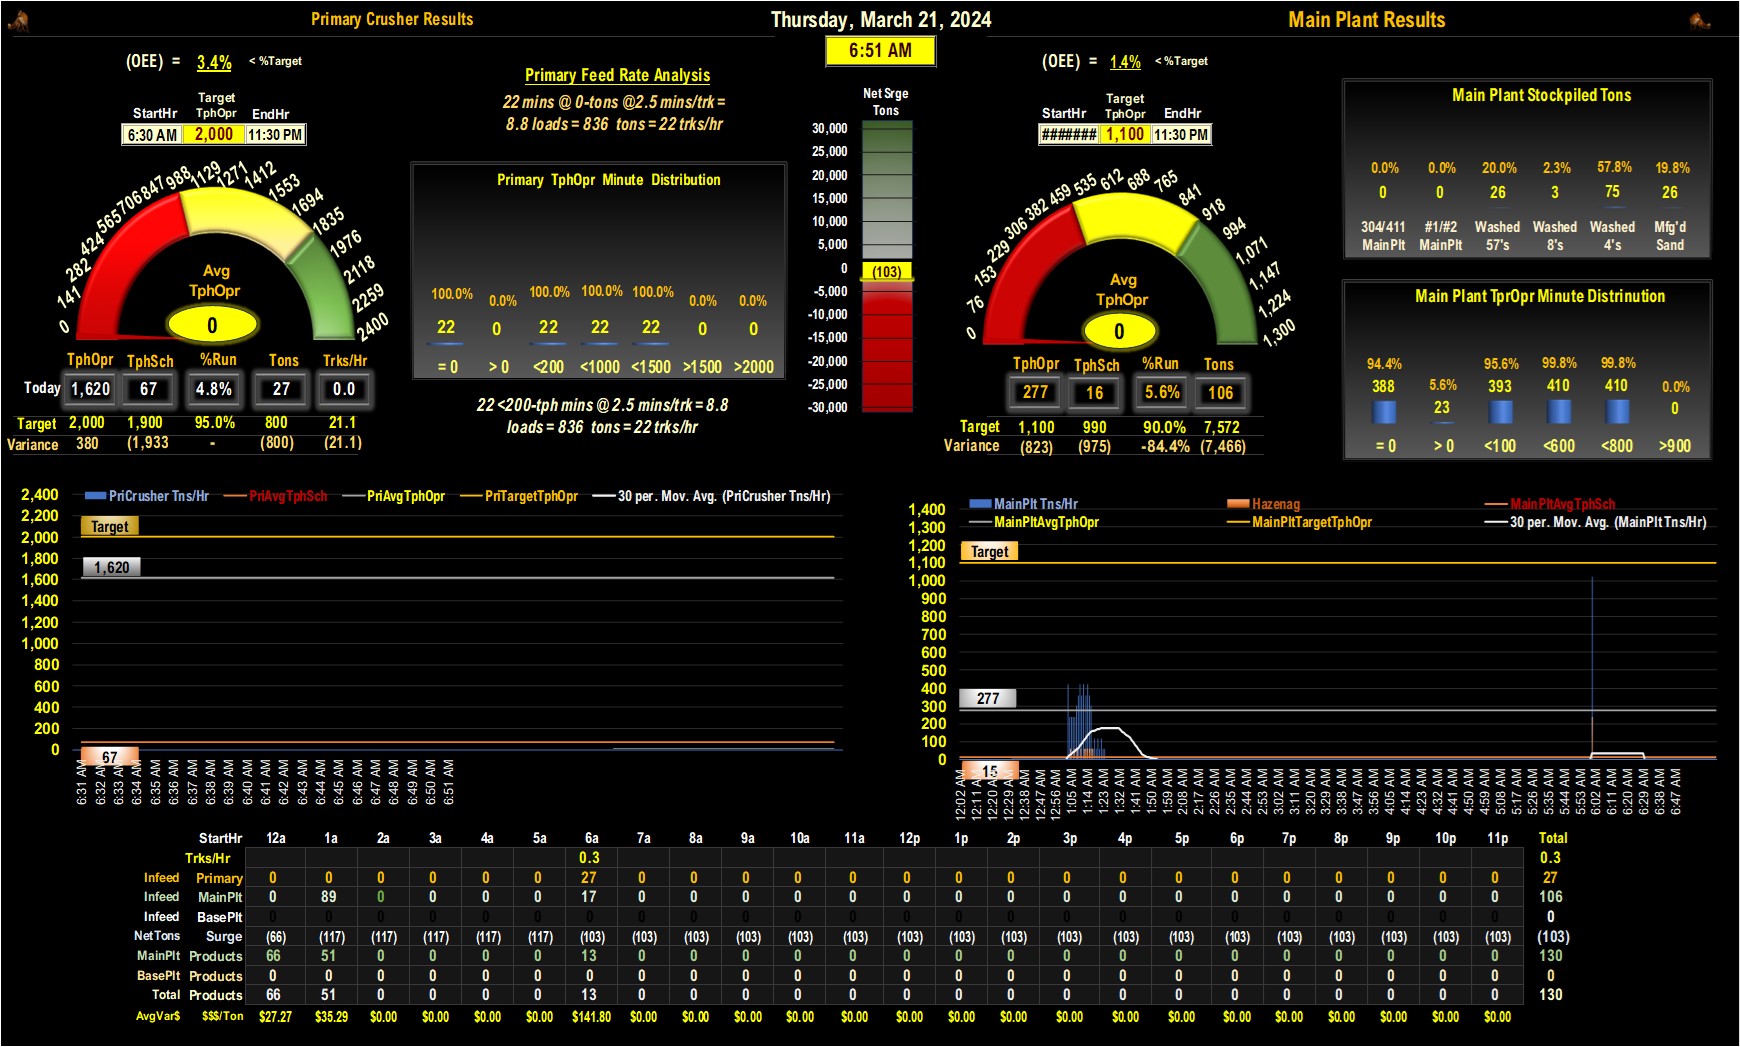 Primary Crusher Results
Thursday, March 21, 2024
Main Plant Results
6:51 AM
(OEE) = 3.4% < %Target
StartHr Target TphOpr EndHr
6:30 AM 2,000 11:30 PM
0 141 282 424 565 706 847 988 1129 1271 1412 1553 1694 1835 1976 2118 2259 2400
Avg
TphOpr
0
TphOpr TphSch %Run Tons Trks/Hr
Today 1,620 67 4.8% 27 0.0
Target 2,000 1,900 95.0% 800 21.1
Variance 380 (1,933 - (800) (21.1)
Primary Feed Rate Analysis
22 mins @ 0-tons @2.5 mins/trk =
8.8 loads = 836 tons = 22 trks/hr
Primary TphOpr Minute Distribution
100.0% 0.0% 100.0% 100.0% 100.0% 0.0% 0.0%
22 0 22 22 22 0 0
= 0 > 0 <200 <1000 <1500 >1500 >2000
22 <200-tph mins @ 2.5 mins/trk = 8.8
loads = 836 tons = 22 trks/hr
Net Srge
Tons
30,000
25,000
20,000
15,000
10,000
5,000
0
(103)
-5,000
-10,000
-15,000
-20,000
-25,000
-30,000
(OEE) = 1.4% < %Target
StartHr Target TphOpr EndHr
####### 1,100 11:30 PM
0 76 153 229 306 382 459 535 612 688 765 841 918 994 1,071 1,147 1,224 1,300
Avg
TphOpr
0
TphOpr TphSch %Run Tons
277 16 5.6% 106
Target 1,100 990 90.0% 7,572
Variance (823) (975) -84.4% (7,466)
Main Plant Stockpiled Tons
0.0% 0.0% 20.0% 2.3% 57.8% 19.8%
0 0 26 3 75 26
304/411 #1/#2 Washed Washed Washed Mfg'd
MainPlt MainPlt 57's 8's 4's Sand
Main Plant TprOpr Minute Distrinution
94.4% 5.6% 95.6% 99.8% 99.8% 0.0%
388 23 393 410 410 0
= 0 > 0 <100 <600 <800 >900
PriCrusher Tns/Hr PriAvgTphSch PriAvgTphOpr PriTargetTphOpr 30 per. Mov. Avg. (PriCrusher Tns/Hr)
2,400
2,200
Target
2,000
1,800
1,620
1,600
1,400
1,200
1,000
800
600
400
200
0
67
6:31 AM 6:32 AM 6:33 AM 6:34 AM 6:35 AM 6:36 AM 6:37 AM 6:38 AM 6:39 AM 6:40 AM 6:42 AM 6:43 AM 6:44 AM 6:45 AM 6:46 AM 6:47 AM 6:48 AM 6:49 AM 6:50 AM 6:51 AM
MainPlt Tns/Hr Hazenag MainPltAvgTphSch
MainPltAvgTphOpr MainPltTargetTphOpr 30 per. Mov. Avg. (MainPlt Tns/Hr)
1,400
1,300
1,200
Target
1,100
1,000
900
800
700
600
500
400
277
300
200
100
0
15
12:02 AM 12:11 AM 12:20 AM 12:29 AM 12:38 AM 12:47 AM 12:56 AM 1:05 AM 1:14 AM 1:23 AM 1:32 AM 1:41 AM 1:50 AM 1:59 AM 2:08 AM 2:17 AM 2:26 AM 2:35 AM 2:44 AM 2:53 AM 3:02 AM 3:11 AM 3:20 AM 3:29 AM 3:38 AM 3:47 AM 3:56 AM 4:05 AM 4:14 AM 4:23 AM 4:32 AM 4:41 AM 4:50 AM 4:59 AM 5:08 AM 5:17 AM 5:26 AM 5:35 AM 5:44 AM 5:53 AM 6:02 AM 6:11 AM 6:20 AM 6:29 AM 6:38 AM 6:47 AM
StartHr 12a 1a 2a 3a 4a 5a 6a 7a 8a 9a 10a 11a 12p 1p 2p 3p 4p 5p 6p 7p 8p 9p 10p 11p Total
Trks/Hr 0.3 0.3
Infeed Primary 0 0 0 0 0 0 27 0 0 0 0 0 0 0 0 0 0 0 0 0 0 0 0 0 27
Infeed MainPlt 0 89 0 0 0 0 17 0 0 0 0 0 0 0 0 0 0 0 0 0 0 0 0 0 106
Infeed BasePlt 0 0 0 0 0 0 0 0 0 0 0 0 0 0 0 0 0 0 0 0 0 0 0 0 0
NetTons Surge (66) (117) (117) (117) (117) (117) (103) (103) (103) (103) (103) (103) (103) (103) (103) (103) (103) (103) (103) (103) (103) (103) (103) (103) (103)
MainPlt Products 66 51 0 0 0 0 13 0 0 0 0 0 0 0 0 0 0 0 0 0 0 0 0 0 130
BasePlt Products 0 0 0 0 0 0 0 0 0 0 0 0 0 0 0 0 0 0 0 0 0 0 0 0 0
Total Products 66 51 0 0 0 0 13 0 0 0 0 0 0 0 0 0 0 0 0 0 0 0 0 0 130
AvgVar$ $$$/Ton $27.27 $35.29 $0.00 $0.00 $0.00 $0.00 $141.80 $0.00 $0.00 $0.00 $0.00 $0.00 $0.00 $0.00 $0.00 $0.00 $0.00 $0.00 $0.00 $0.00 $0.00 $0.00 $0.00 $0.00